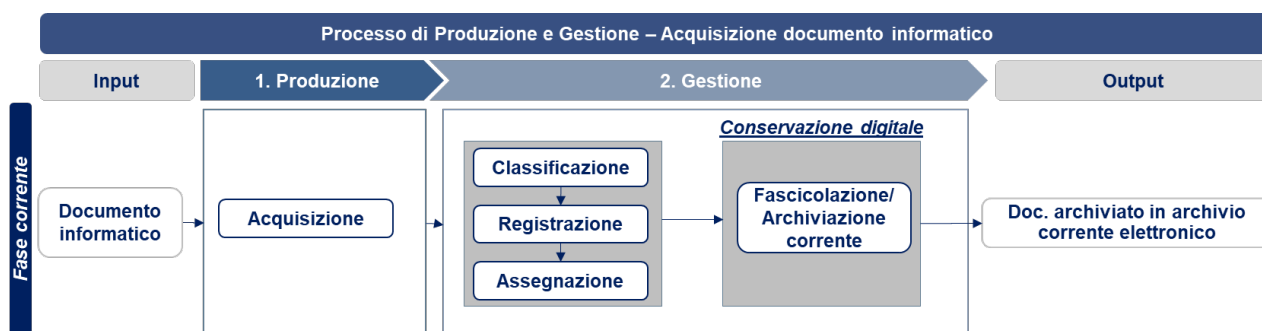 Processo di Produzione e Gestione – Acquisizione documento informatico
Input
1. Produzione
2. Gestione
Output
Fase corrente
Documento
informatico
Acquisizione
Classificazione
Registrazione
Assegnazione
Conservazione digitale
Fascicolazione/
Archiviazione
corrente
Doc. archiviato in archivio
corrente elettronico